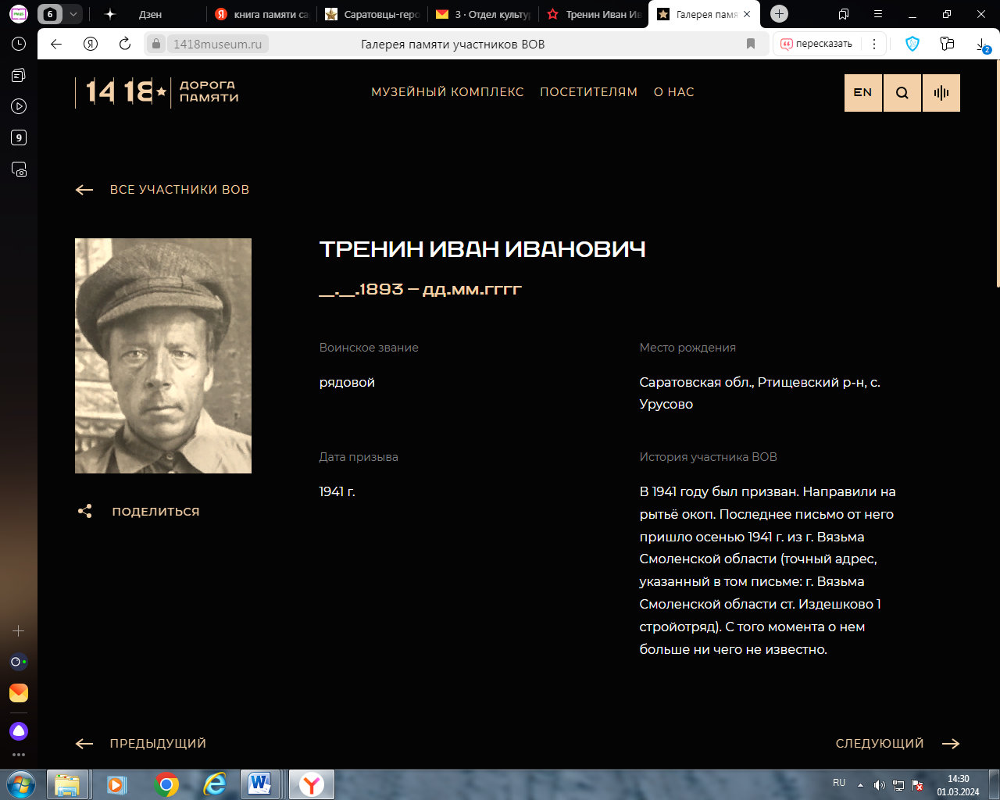 6
Дзен
книга памяти са
Саратовцы-геро
3 · Отдел культу
Тренин Иван Ив
Галерея памя
1418museum.ru
Галерея памяти участников ВОВ
пересказать
2
9
14 18
ДОРОГА
ПАМЯТИ
МУЗЕЙНЫЙ КОМПЛЕКС ПОСЕТИТЕЛЯМ О НАС
EN
ВСЕ УЧАСТНИКИ ВОВ
ТРЕНИН ИВАН ИВАНОВИЧ
__.__.1893 – дд.мм.гггг
Воинское звание
рядовой
Место рождения
Саратовская обл., Ртищевский р-н, с.
Урусово
Дата призыва
1941 г.
История участника ВОВ
В 1941 году был призван. Направили на
рытьё окоп. Последнее письмо от него
пришло осенью 1941 г. из г. Вязьма
Смоленской области (точный адрес,
указанный в том письме: г. Вязьма
Смоленской области ст. Издешково 1
стройотряд). С того момента о нем
больше ни чего не известно.
ПОДЕЛИТЬСЯ
ПРЕДЫДУЩИЙ
СЛЕДУЮЩИЙ
RU
14:30
01.03.2024